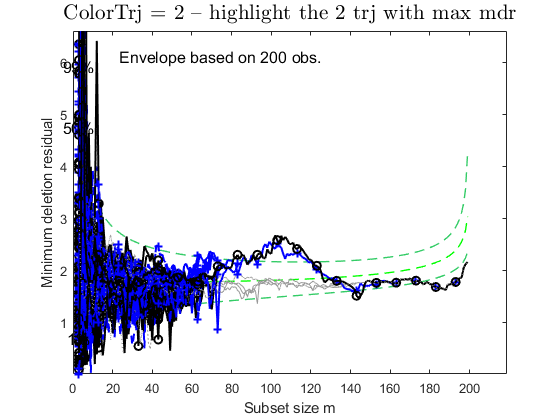 ColorTrj = 2 – highlight the 2 trj with max mdr
Envelope based on 200 obs.
6
5
4
3
2
1
Minimum deletion residual
0 20 40 60 80 100 120 140 160 180 200
Subset size m